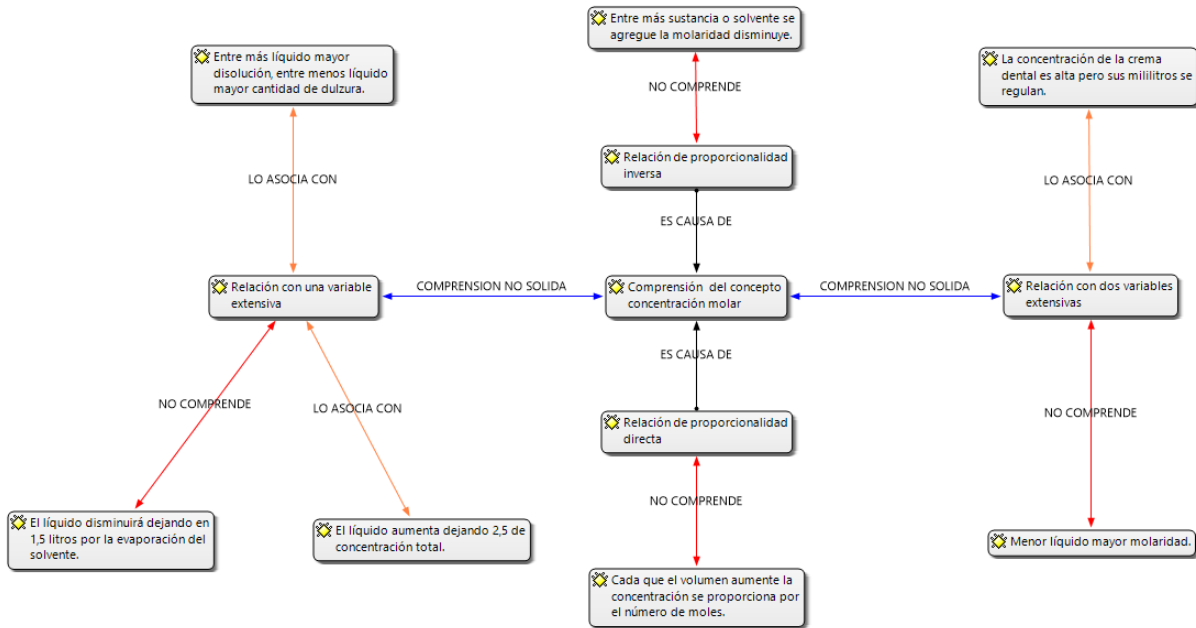 Entre más sustancia o solvente se
agregue la molaridad disminuye.
Entre más líquido mayor
disolución, entre menos líquido
mayor cantidad de dulzura.
La concentración de la crema
dental es alta pero sus mililitros se
regulan.
NO COMPRENDE
Relación de proporcionalidad
inversa
LO ASOCIA CON
LO ASOCIA CON
ES CAUSA DE
Relación con una variable
extensiva
COMPRENSION NO SOLIDA
Comprensión del concepto
concentración molar
COMPRENSION NO SOLIDA
Relación con dos variables
extensivas
ES CAUSA DE
NO COMPRENDE
LO ASOCIA CON
Relación de proporcionalidad
directa
NO COMPRENDE
NO COMPRENDE
El líquido disminuirá dejando en
1,5 litros por la evaporación del
solvente.
El líquido aumenta dejando 2,5 de
concentración total.
Menor líquido mayor molaridad.
Cada que el volumen aumente la
concentración se proporciona por
el número de moles.